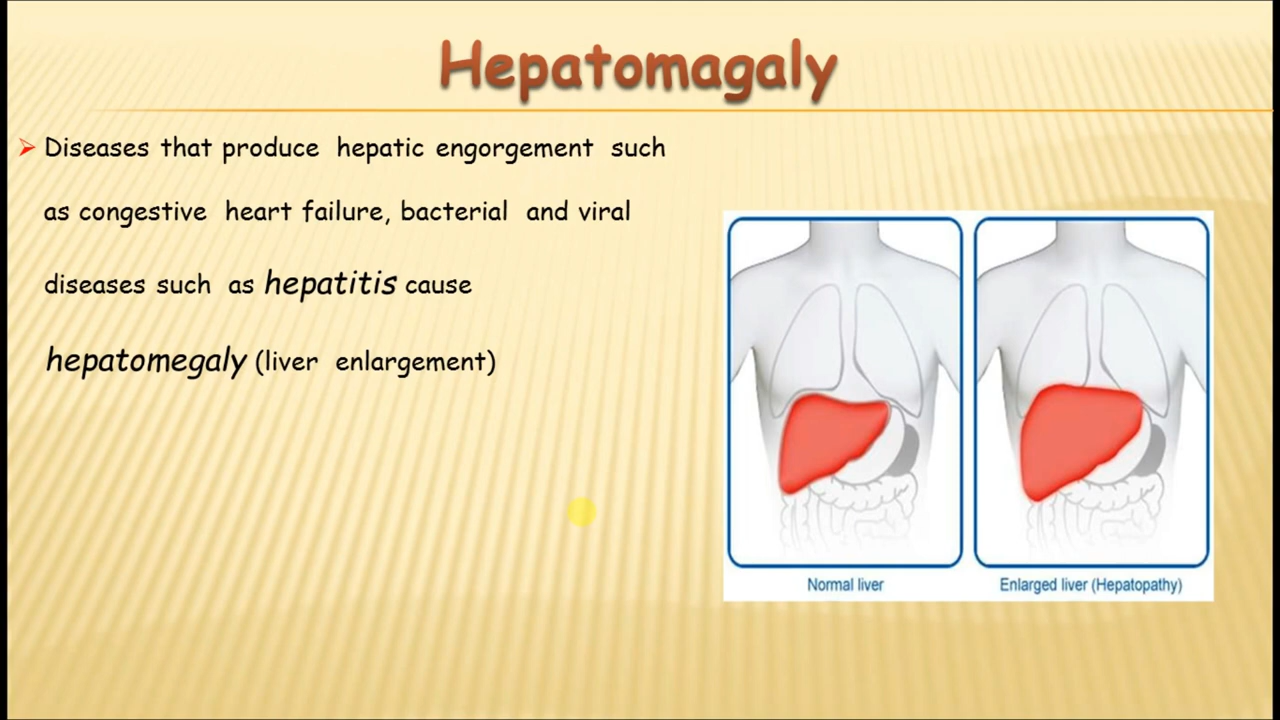 Hepatomagaly
Diseases that produce hepatic engorgement such
as congestive heart failure, bacterial and viral
diseases such as hepatitis cause
hepatomegaly (liver enlargement)
Normal liver
Enlarged liver (Hepatopathy)